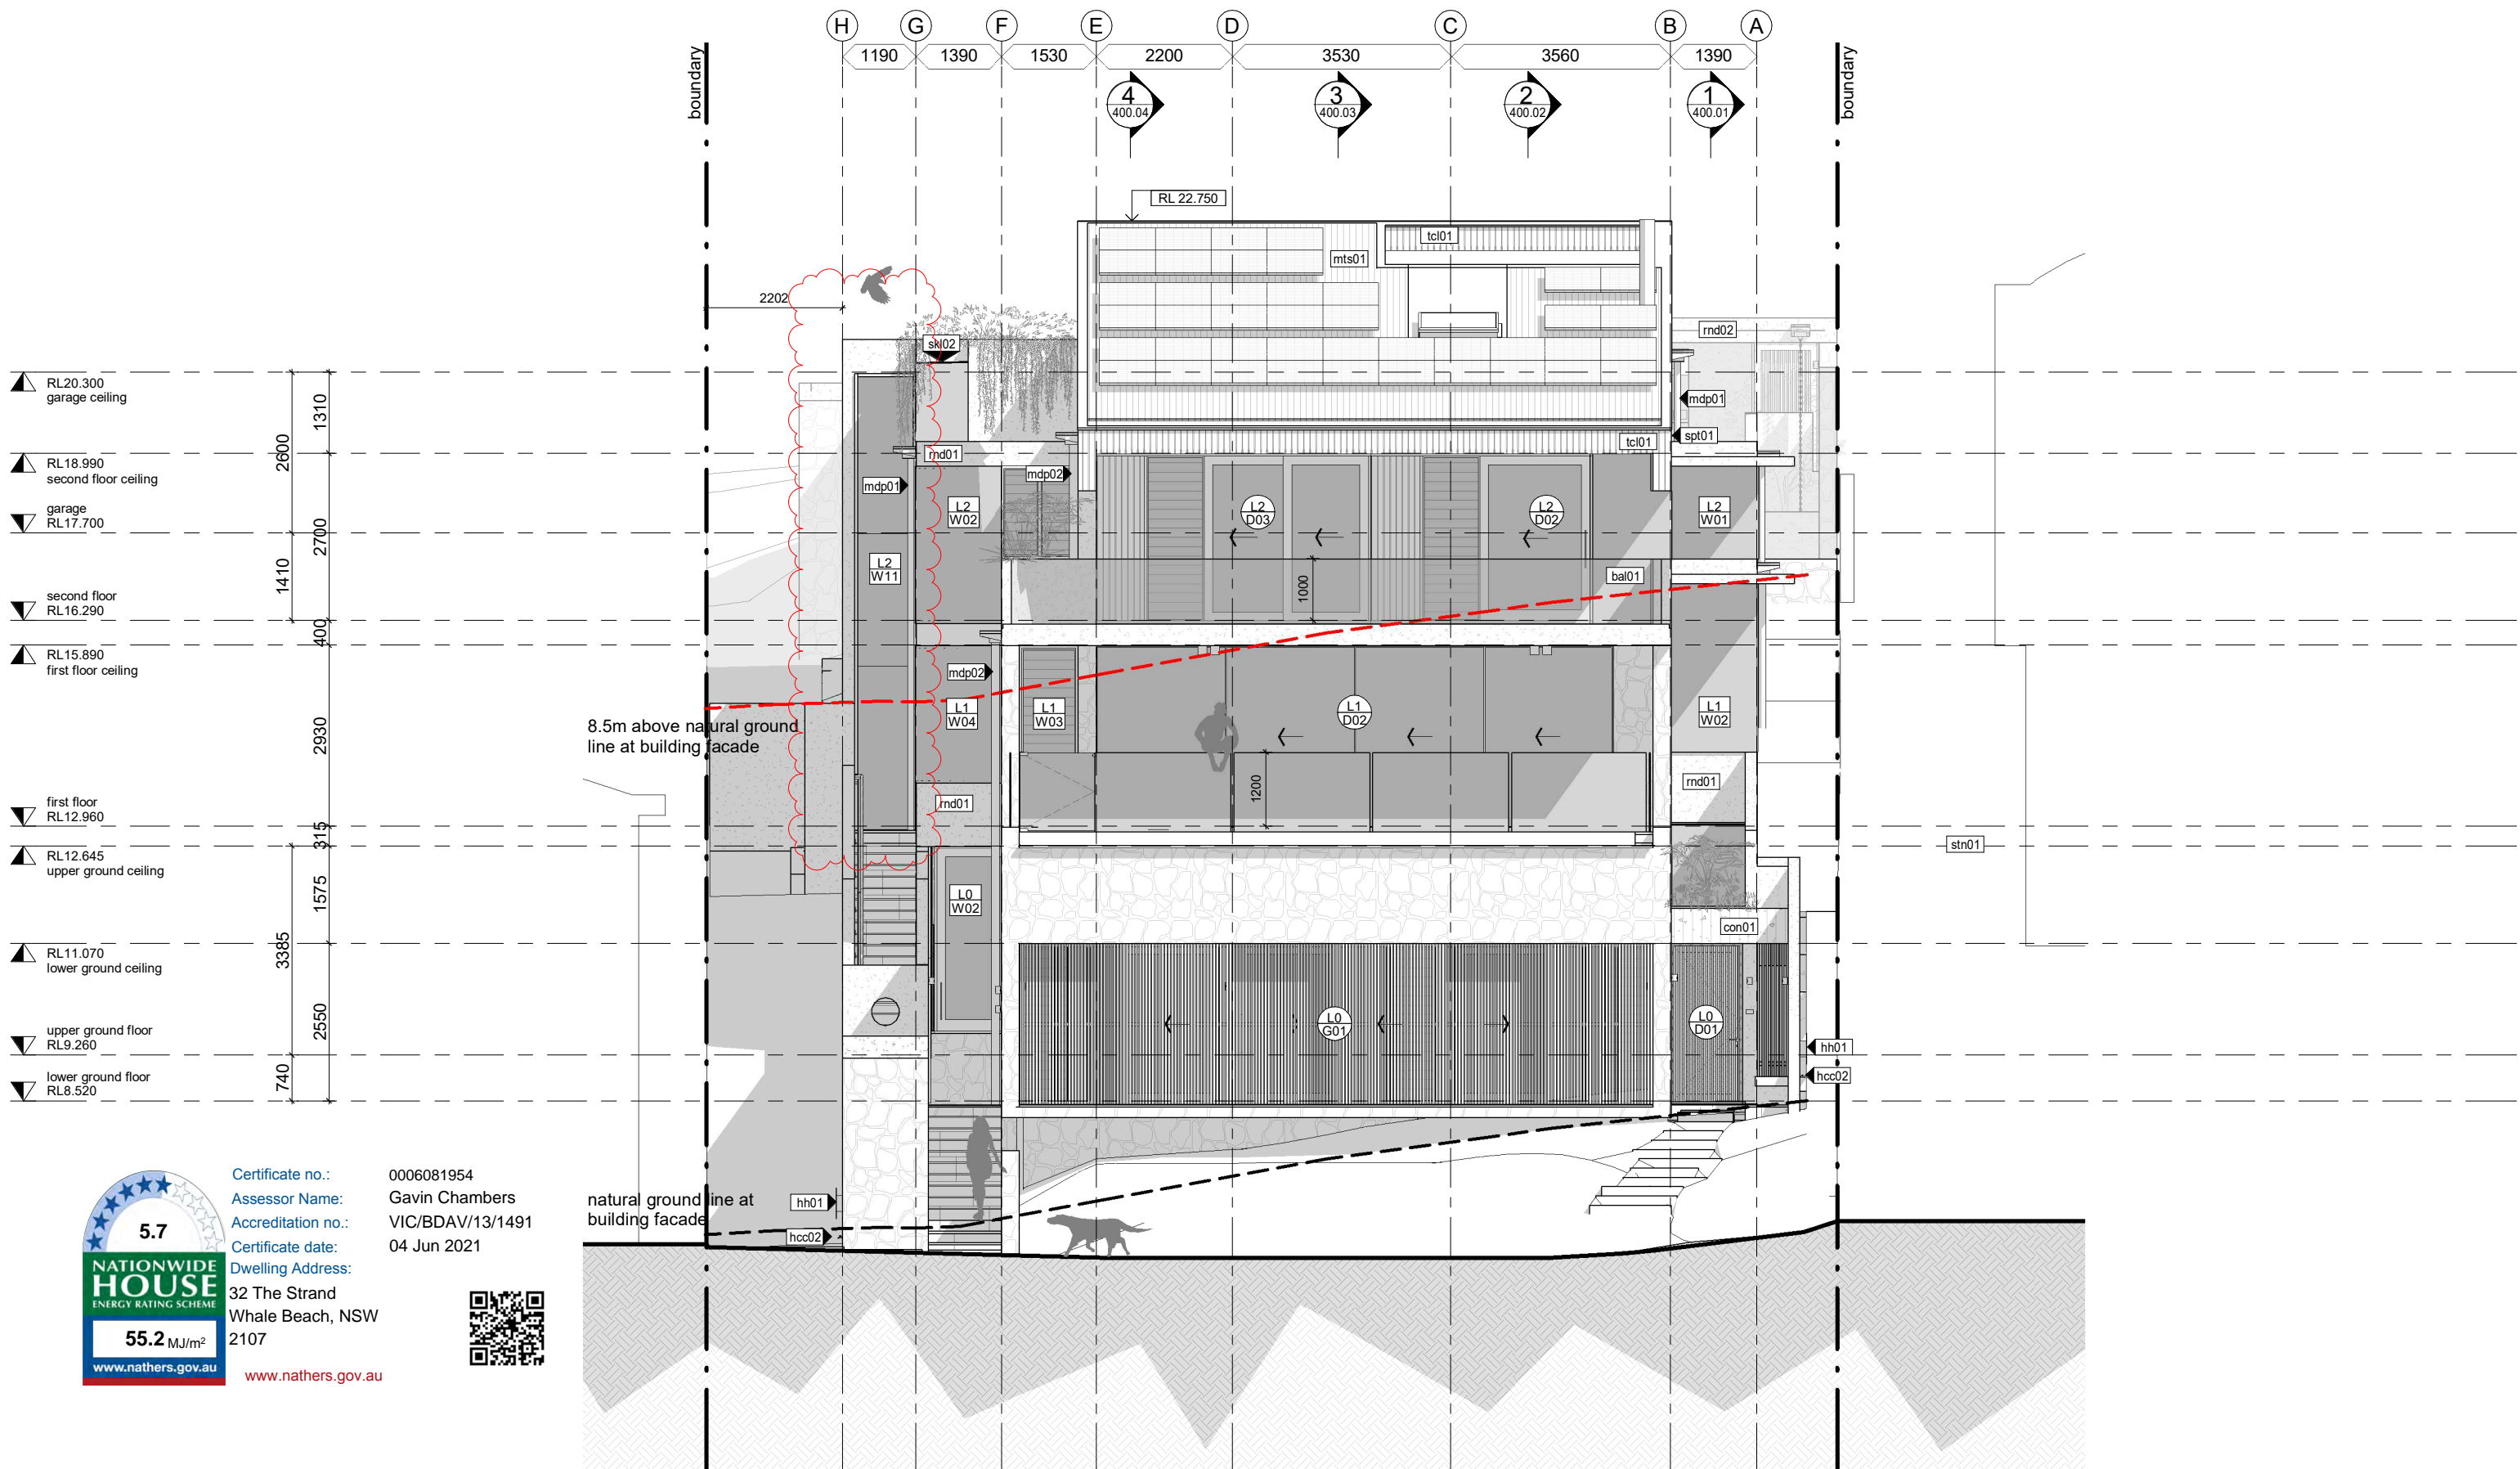 H G F E D C B A
1190 1390 1530 2200 3530 3560 1390
boundary
boundary
4
400.04
3
400.03
2
400.02
1
400.01
RL 22.750
tcl01
mts01
2202
rnd02
skl02
RL20.300
garage ceiling
1310
mdp01
2600
tcl01
spt01
RL18.990
second floor ceiling
rnd01
mdp02
mdp01
L2
W02
L2
D03
L2
D02
L2
W01
garage
RL17.700
2700
L2
W11
1410
1000
bal01
second floor
RL16.290
400
RL15.890
first floor ceiling
mdp02
L1
W04
L1
W03
L1
D02
L1
W02
8.5m above natural ground
line at building facade
2930
1200
rnd01
rnd01
first floor
RL12.960
315
RL12.645
upper ground ceiling
stn01
1575
L0
W02
con01
3385
RL11.070
lower ground ceiling
2550
L0
G01
L0
D01
upper ground floor
RL9.260
hh01
740
lower ground floor
RL8.520
hcc02
natural ground line at
building facade
hh01
hcc02
5.7
NATIONWIDE
HOUSE
ENERGY RATING SCHEME
55.2 MJ/m²
www.nathers.gov.au
Certificate no.: 0006081954
Assessor Name: Gavin Chambers
Accreditation no.: VIC/BDAV/13/1491
Certificate date: 04 Jun 2021
Dwelling Address:
32 The Strand
Whale Beach, NSW
2107
www.nathers.gov.au